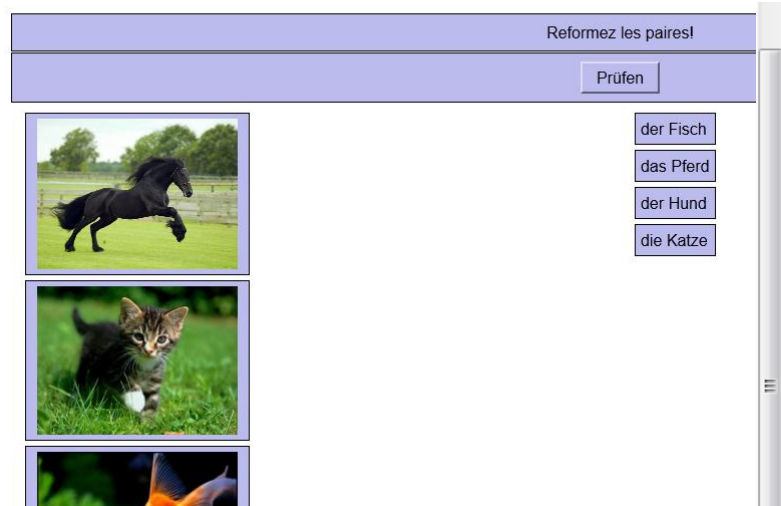 Reformez les paires!
Prüfen
der Fisch
das Pferd
der Hund
die Katze